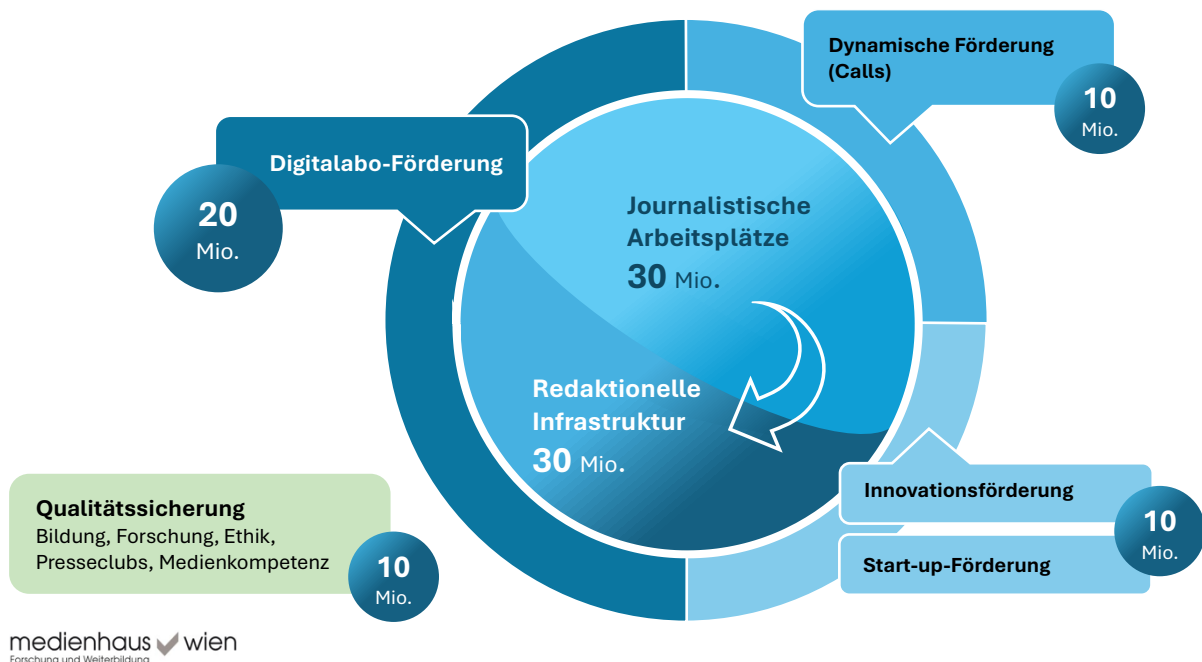 Dynamische Förderung
(Calls)
10
Mio.
Digitalabo-Förderung
20
Mio.
Journalistische
Arbeitsplätze
30 Mio.
Redaktionelle
Infrastruktur
30 Mio.
Innovationsförderung
Start-up-Förderung
10
Mio.
Qualitätssicherung
Bildung, Forschung, Ethik,
Presseclubs, Medienkompetenz
10
Mio.
medienhaus wien
Forschung und Weiterbildung